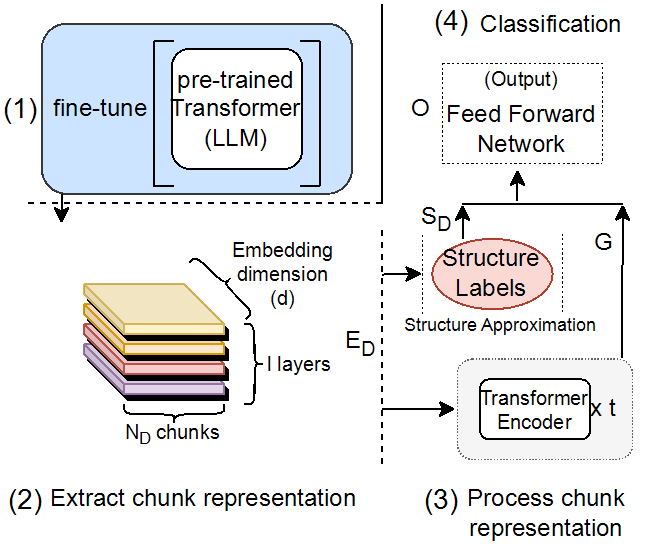 (1) fine-tune
pre-trained
Transformer
(LLM)
(4) Classification
(Output)
O Feed Forward
Network
Embedding
dimension
(d)
l layers
N_D chunks
(2) Extract chunk representation
S_D
G
Structure
Labels
Structure Approximation
E_D
Transformer
Encoder
x t
(3) Process chunk
representation